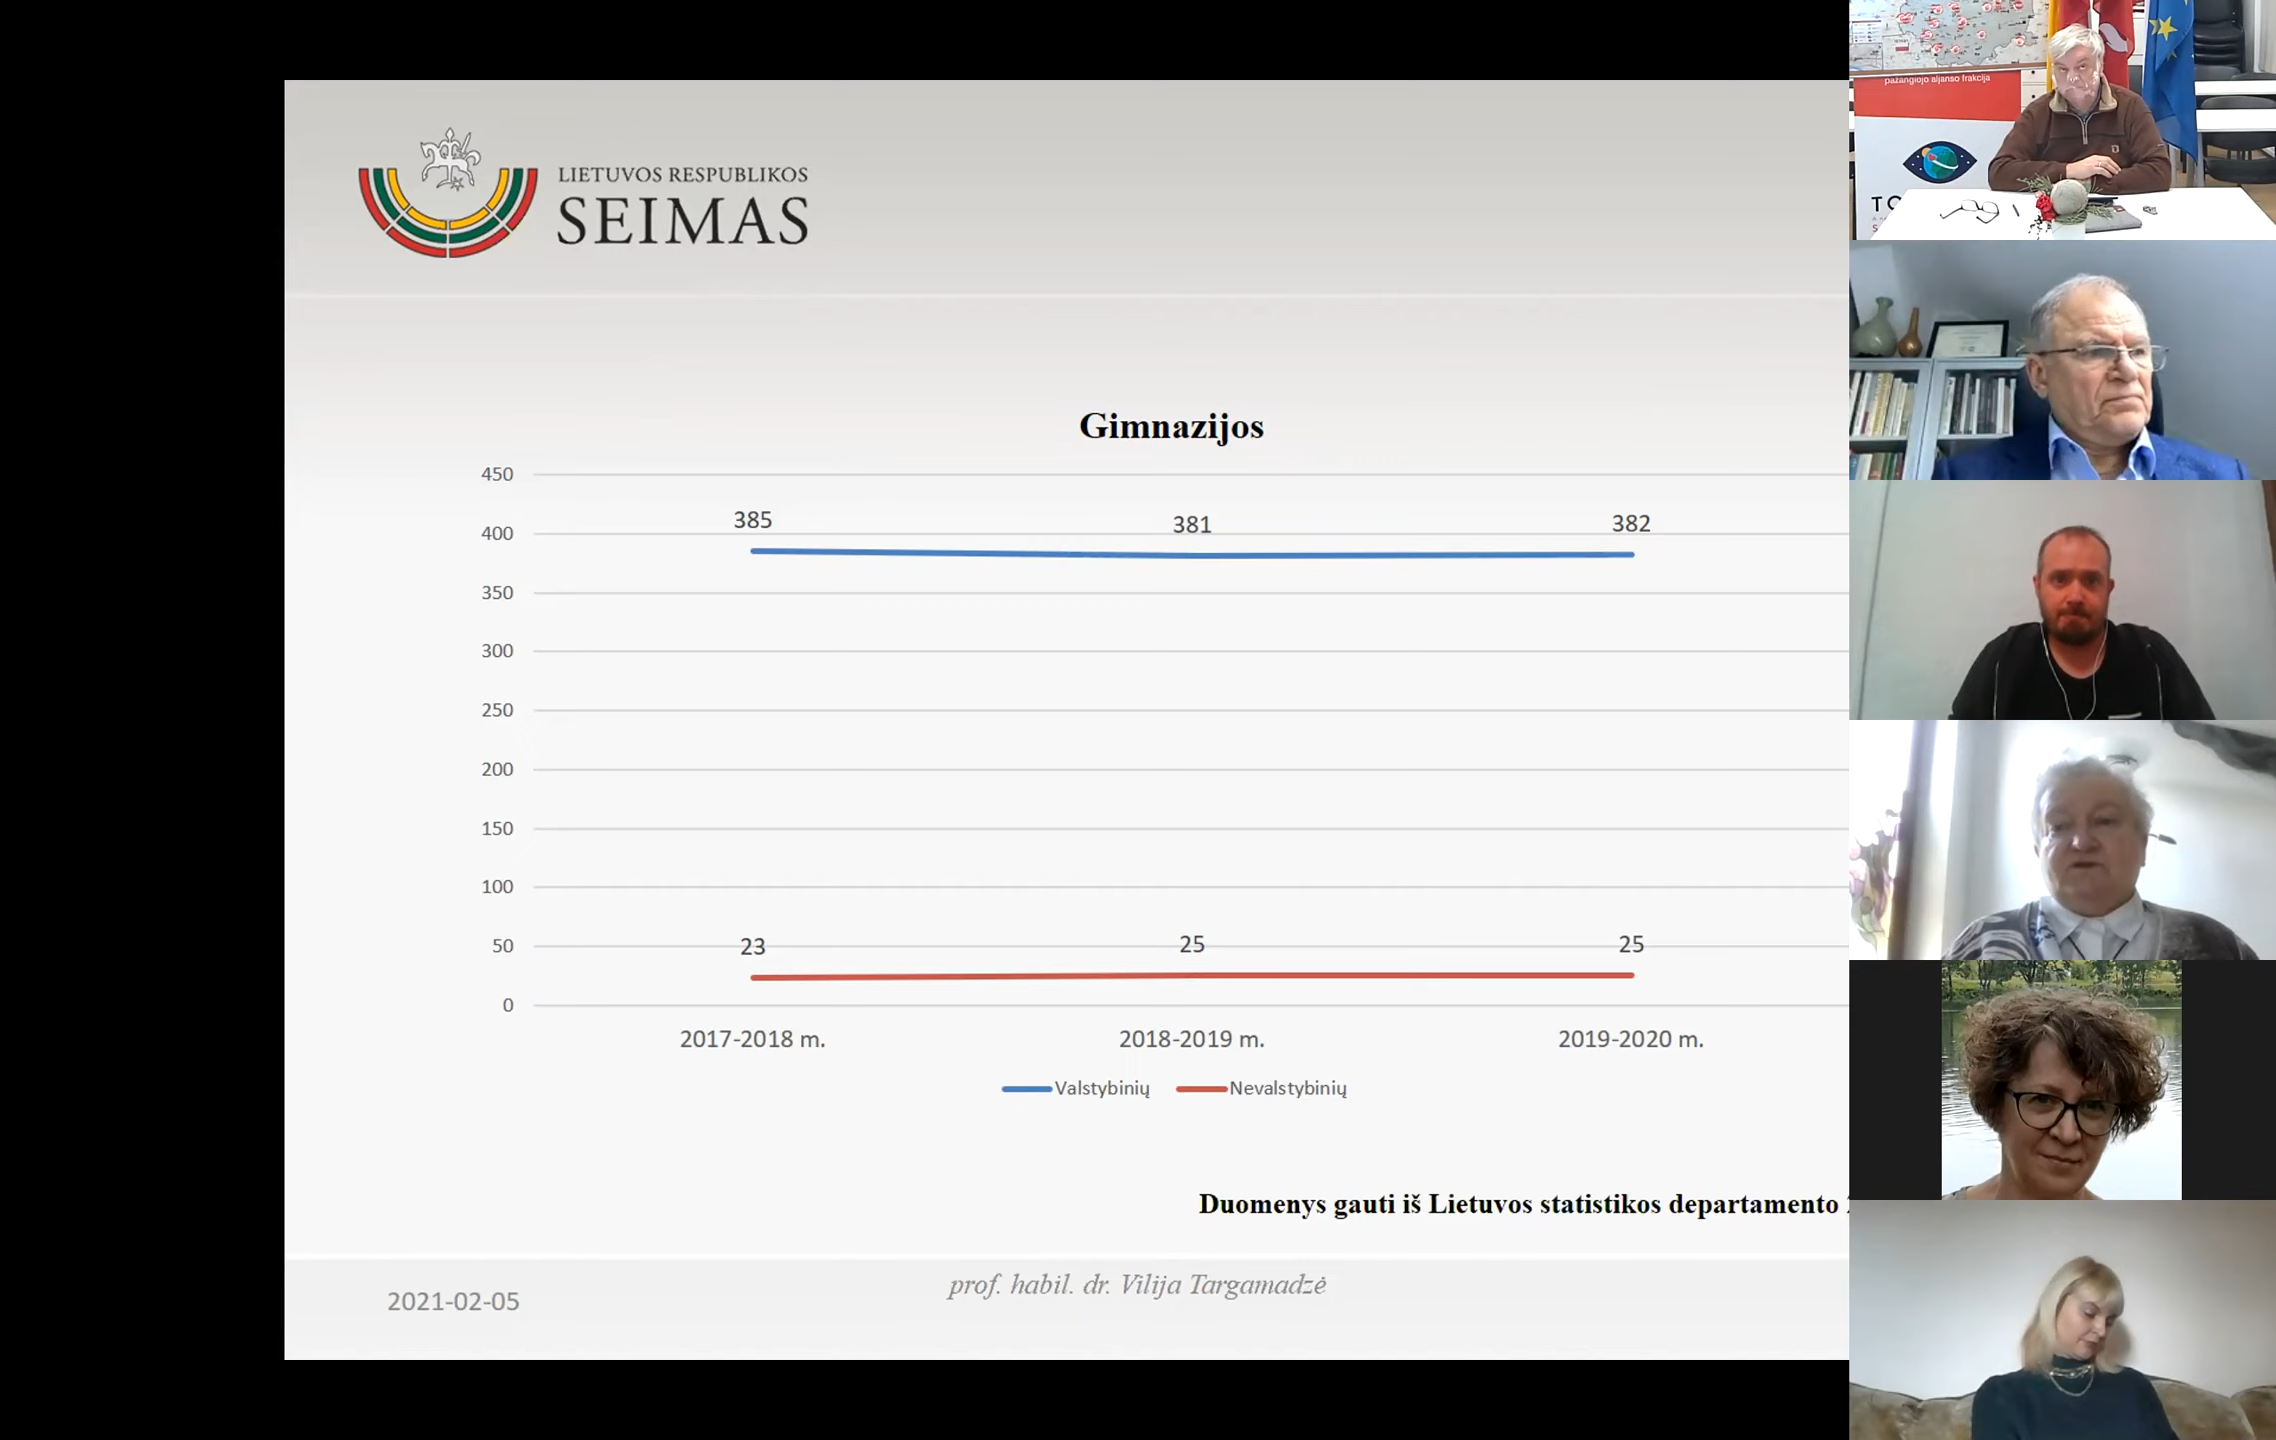 LIETUVOS RESPUBLIKOS
SEIMAS
Gimnazijos
450
400
350
300
250
200
150
100
50
0
385
381
382
23
25
25
2017-2018 m.
2018-2019 m.
2019-2020 m.
Valstybinių
Nevalstybinių
Duomenys gauti iš Lietuvos statistikos departamento
2021-02-05
prof. habil. dr. Vilija Targamadzė
pažangiojo aljanso frakcija